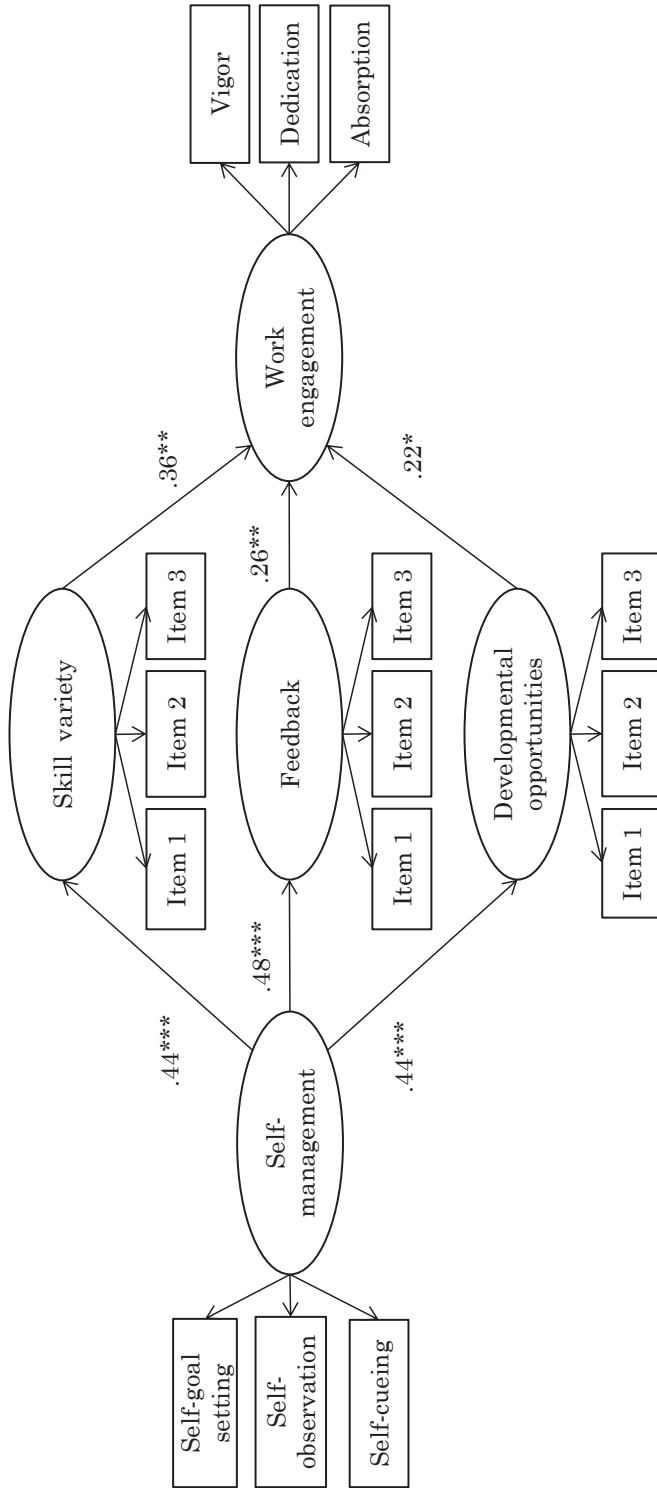 Self-goal
setting
Self-
observation
Self-cueing
Self-
management
.44***
.48***
.44***
Skill variety
Item 1
Item 2
Item 3
Feedback
Item 1
Item 2
Item 3
Developmental
opportunities
Item 1
Item 2
Item 3
.36**
.26**
.22*
Work
engagement
Vigor
Dedication
Absorption